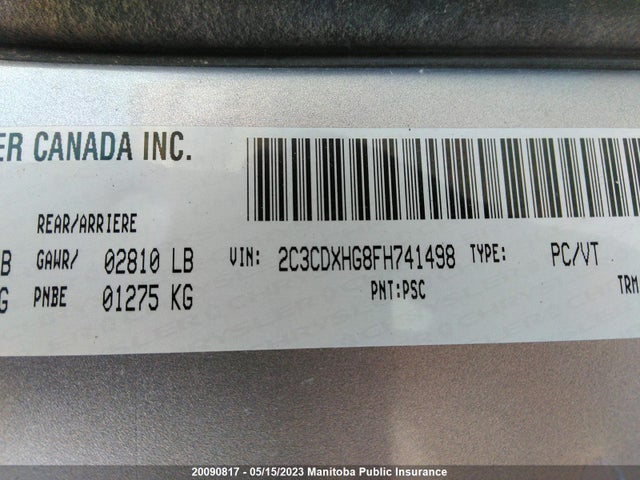 ER CANADA INC.
REAR/ARRIERE
B GAWR/ 02810 LB VIN: 2C3CDXHG8FH741498 TYPE: PC/VT
G PNBE 01275 KG PNT:PSC TRM
20090817 - 05/15/2023 Manitoba Public Insurance